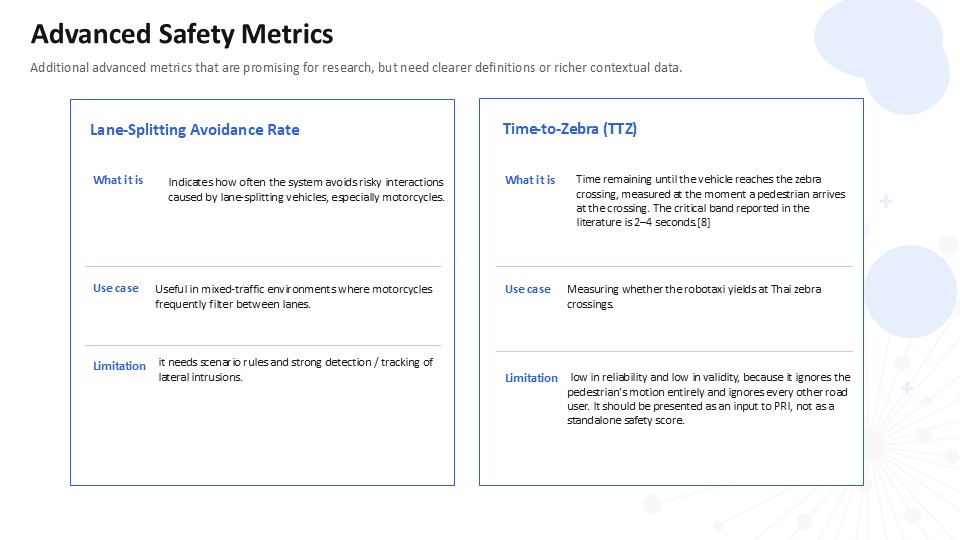 Advanced Safety Metrics
Additional advanced metrics that are promising for research, but need clearer definitions or richer contextual data.
Lane-Splitting Avoidance Rate
What it is
Indicates how often the system avoids risky interactions
caused by lane-splitting vehicles, especially motorcycles.
Use case
Useful in mixed-traffic environments where motorcycles
frequently filter between lanes.
Limitation
it needs scenario rules and strong detection / tracking of
lateral intrusions.
Time-to-Zebra (TTZ)
What it is
Time remaining until the vehicle reaches the zebra
crossing, measured at the moment a pedestrian arrives
at the crossing. The critical band reported in the
literature is 2–4 seconds.[8]
Use case
Measuring whether the robotaxi yields at Thai zebra
crossings.
Limitation
low in reliability and low in validity, because it ignores the
pedestrian's motion entirely and ignores every other road
user. It should be presented as an input to PRI, not as a
standalone safety score.